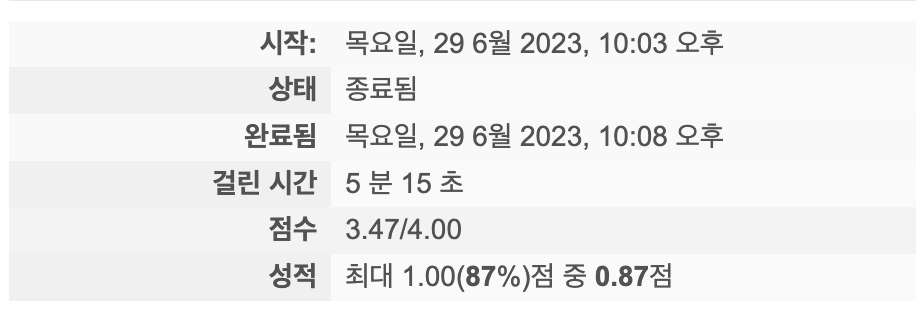 시작: 목요일, 29 6월 2023, 10:03 오후
상태 종료됨
완료됨 목요일, 29 6월 2023, 10:08 오후
걸린 시간 5 분 15 초
점수 3.47/4.00
성적 최대 1.00(87%)점 중 0.87점